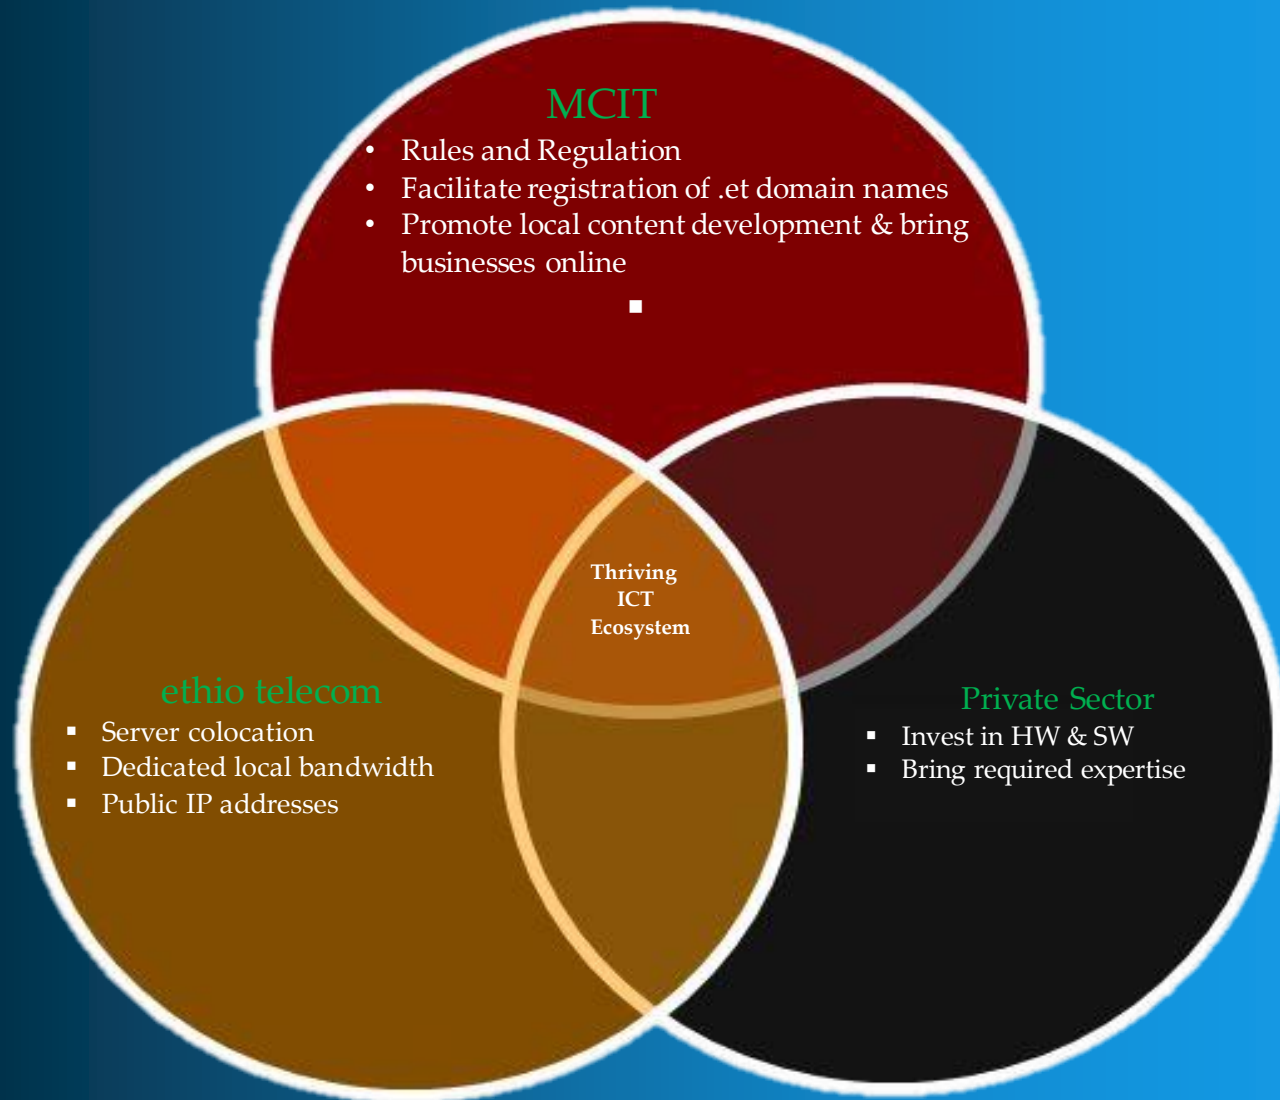 MCIT
• Rules and Regulation
• Facilitate registration of .et domain names
• Promote local content development & bring
businesses online
▪
Thriving
ICT
Ecosystem
ethio telecom
▪ Server colocation
▪ Dedicated local bandwidth
▪ Public IP addresses
Private Sector
▪ Invest in HW & SW
▪ Bring required expertise